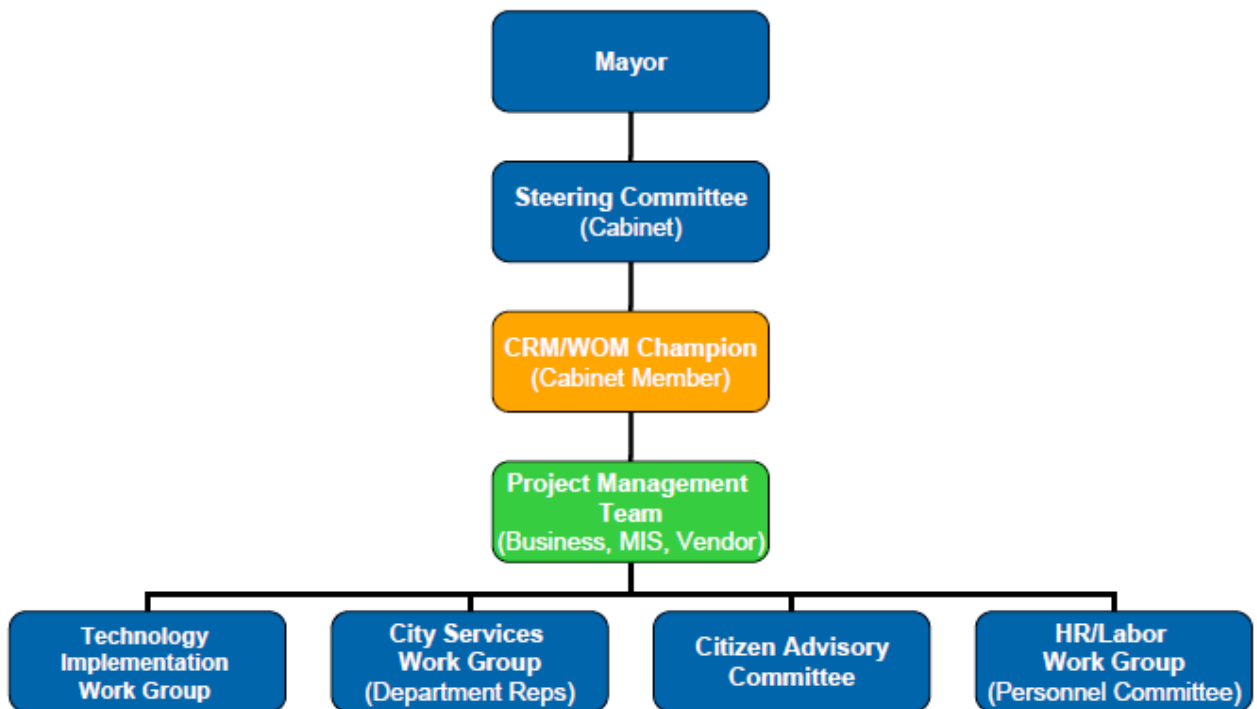 Mayor
Steering Committee
(Cabinet)
CRM/WOM Champion
(Cabinet Member)
Project Management
Team
(Business, MIS, Vendor)
Technology
Implementation
Work Group
City Services
Work Group
(Department Reps)
Citizen Advisory
Committee
HR/Labor
Work Group
(Personnel Committee)